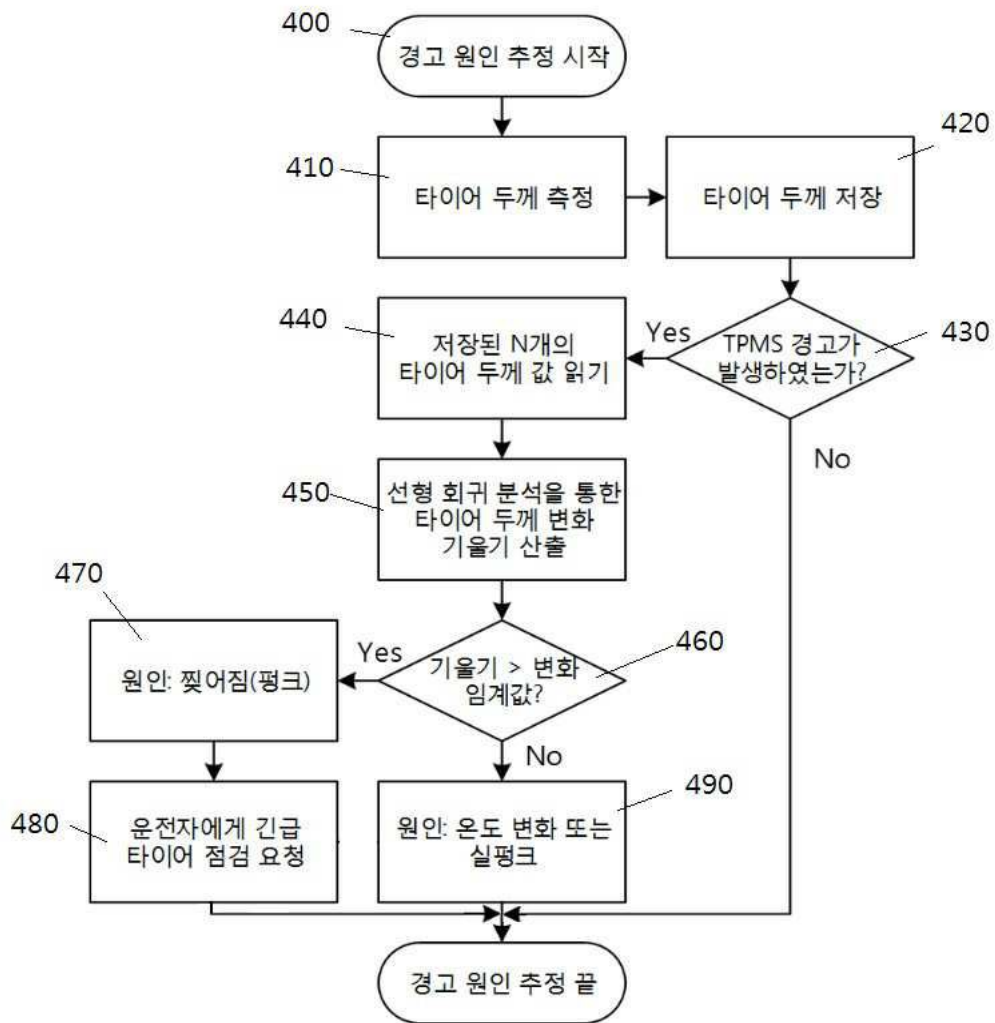 400
경고 원인 추정 시작
420
410
타이어 두께 측정
타이어 두께 저장
440
저장된 N개의
타이어 두께 값 읽기
Yes
TPMS 경고가
발생하였는가?
430
No
450
선형 회귀 분석을 통한
타이어 두께 변화
기울기 산출
470
원인: 찢어짐(펑크)
Yes
기울기 > 변화
임계값?
460
No
480
운전자에게 긴급
타이어 점검 요청
원인: 온도 변화 또는
실펑크
490
경고 원인 추정 끝